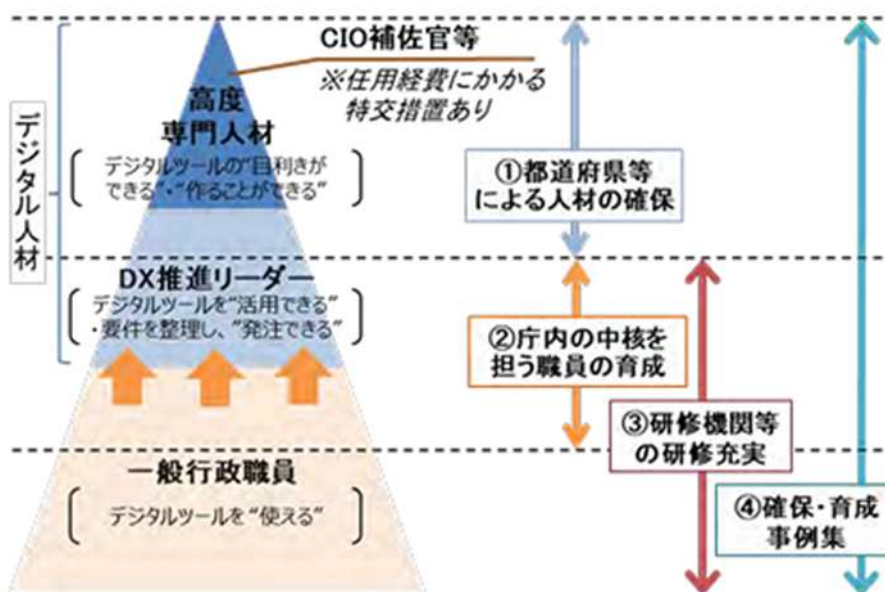 CIO補佐官等
※任用経費にかかる
特交措置あり
デジタル人材
高度
専門人材
デジタルツールの“目利きが
できる”・“作ることができる”
DX推進リーダー
デジタルツールを“活用できる”
・要件を整理し、“発注できる”
一般行政職員
デジタルツールを“使える”
①都道府県等
による人材の確保
②庁内の中核を
担う職員の育成
③研修機関等
の研修充実
④確保・育成
事例集